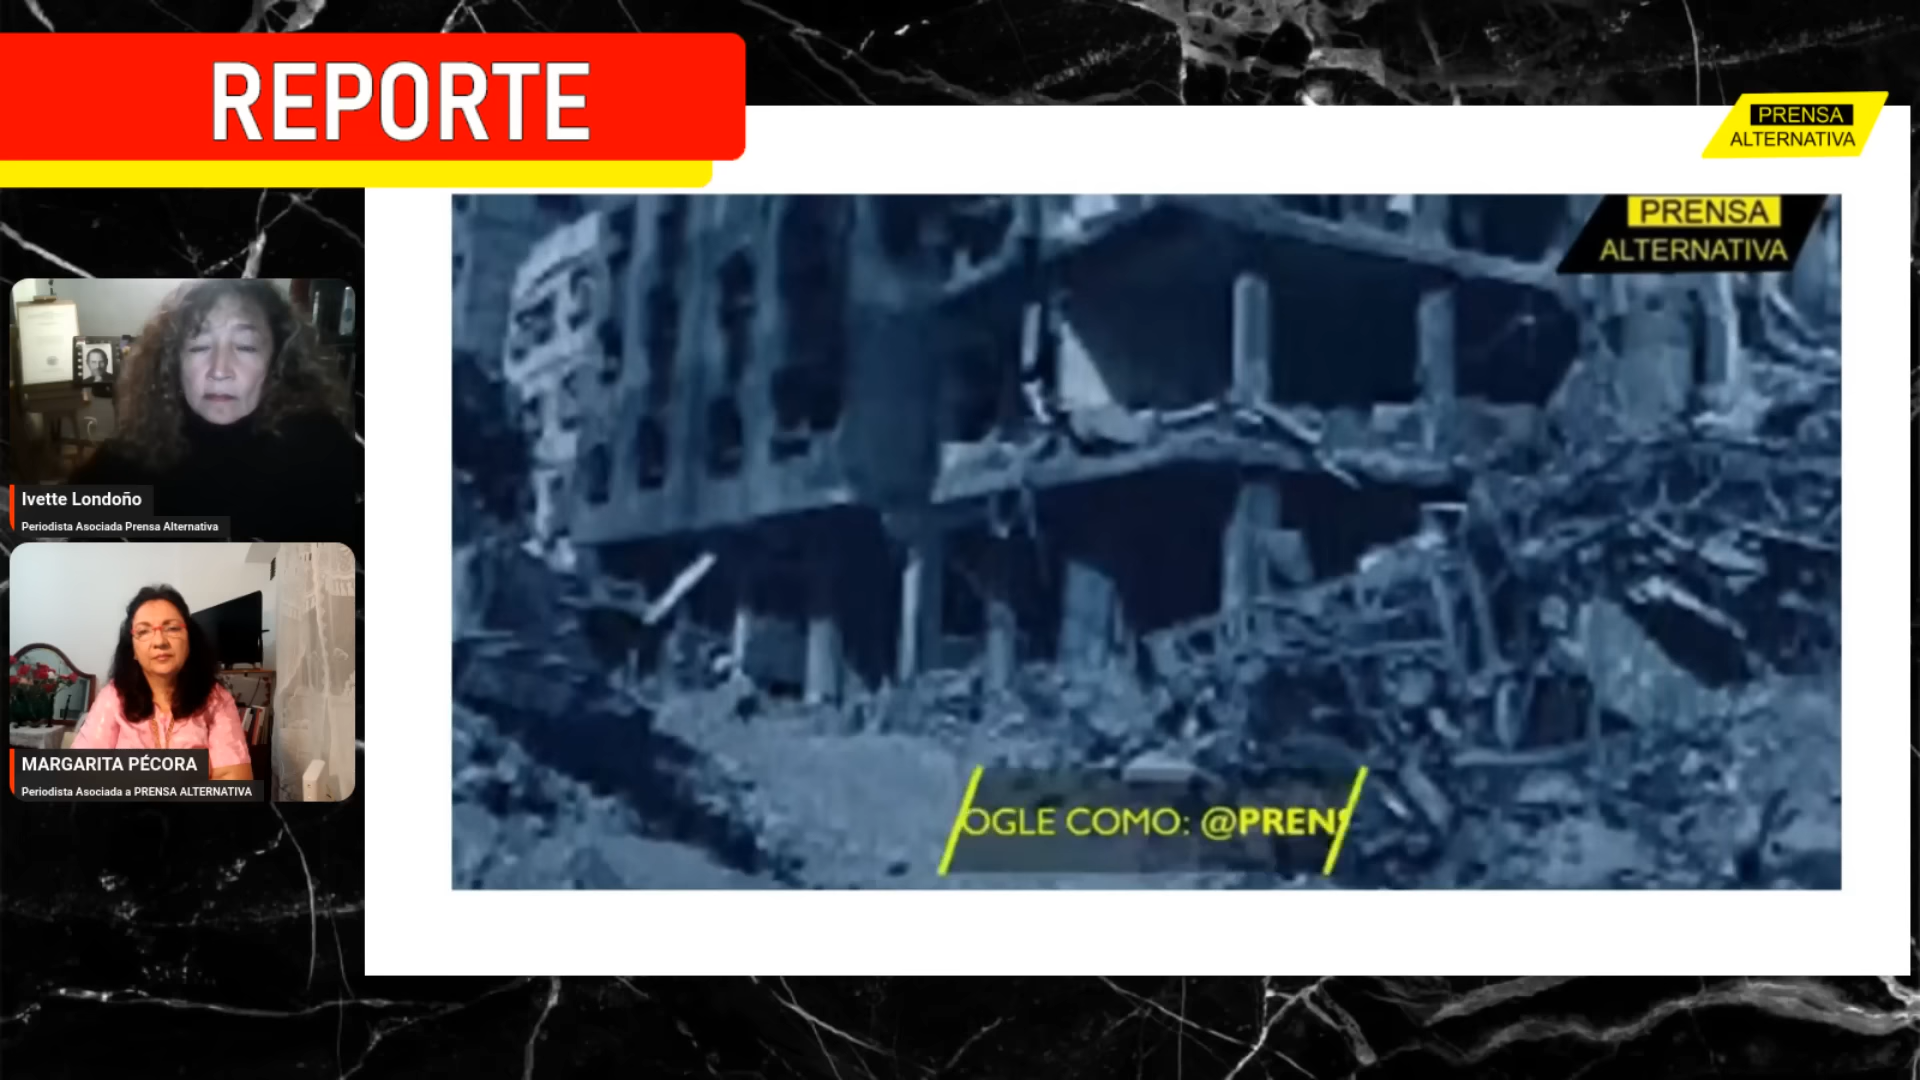 REPORTE
PRENSA
ALTERNATIVA
PRENSA
ALTERNATIVA
Ivette Londoño
Periodista Asociada Prensa Alternativa
MARGARITA PÉCORA
Periodista Asociada a PRENSA ALTERNATIVA
OGLE COMO: @PREN